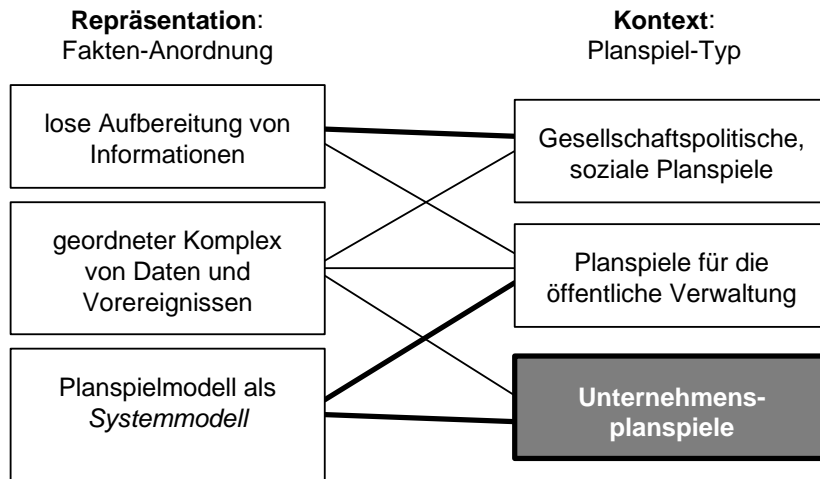 Repräsentation:
Fakten-Anordnung
Kontext:
Planspiel-Typ
lose Aufbereitung von
Informationen
geordneter Komplex
von Daten und
Vorereignissen
Planspielmodell als
Systemmodell
Gesellschaftspolitische,
soziale Planspiele
Planspiele für die
öffentliche Verwaltung
Unternehmens-
planspiele